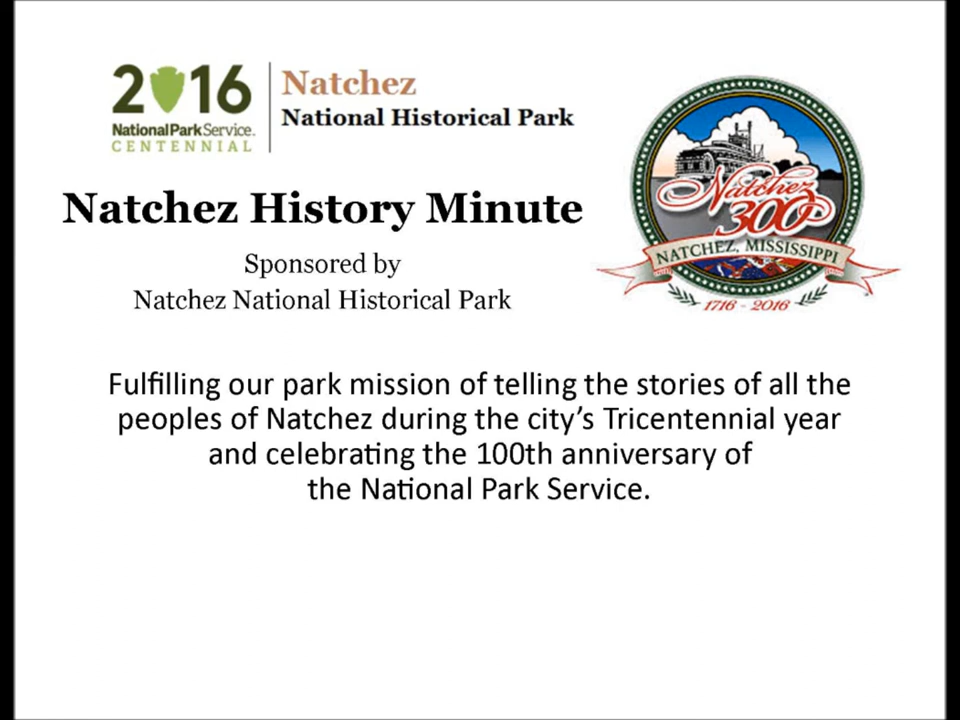 2016
National Park Service.
CENTENNIAL
Natchez
National Historical Park
Natchez
300
NATCHEZ, MISSISSIPPI
1716 - 2016
Natchez History Minute
Sponsored by
Natchez National Historical Park
Fulfilling our park mission of telling the stories of all the
peoples of Natchez during the city’s Tricentennial year
and celebrating the 100th anniversary of
the National Park Service.